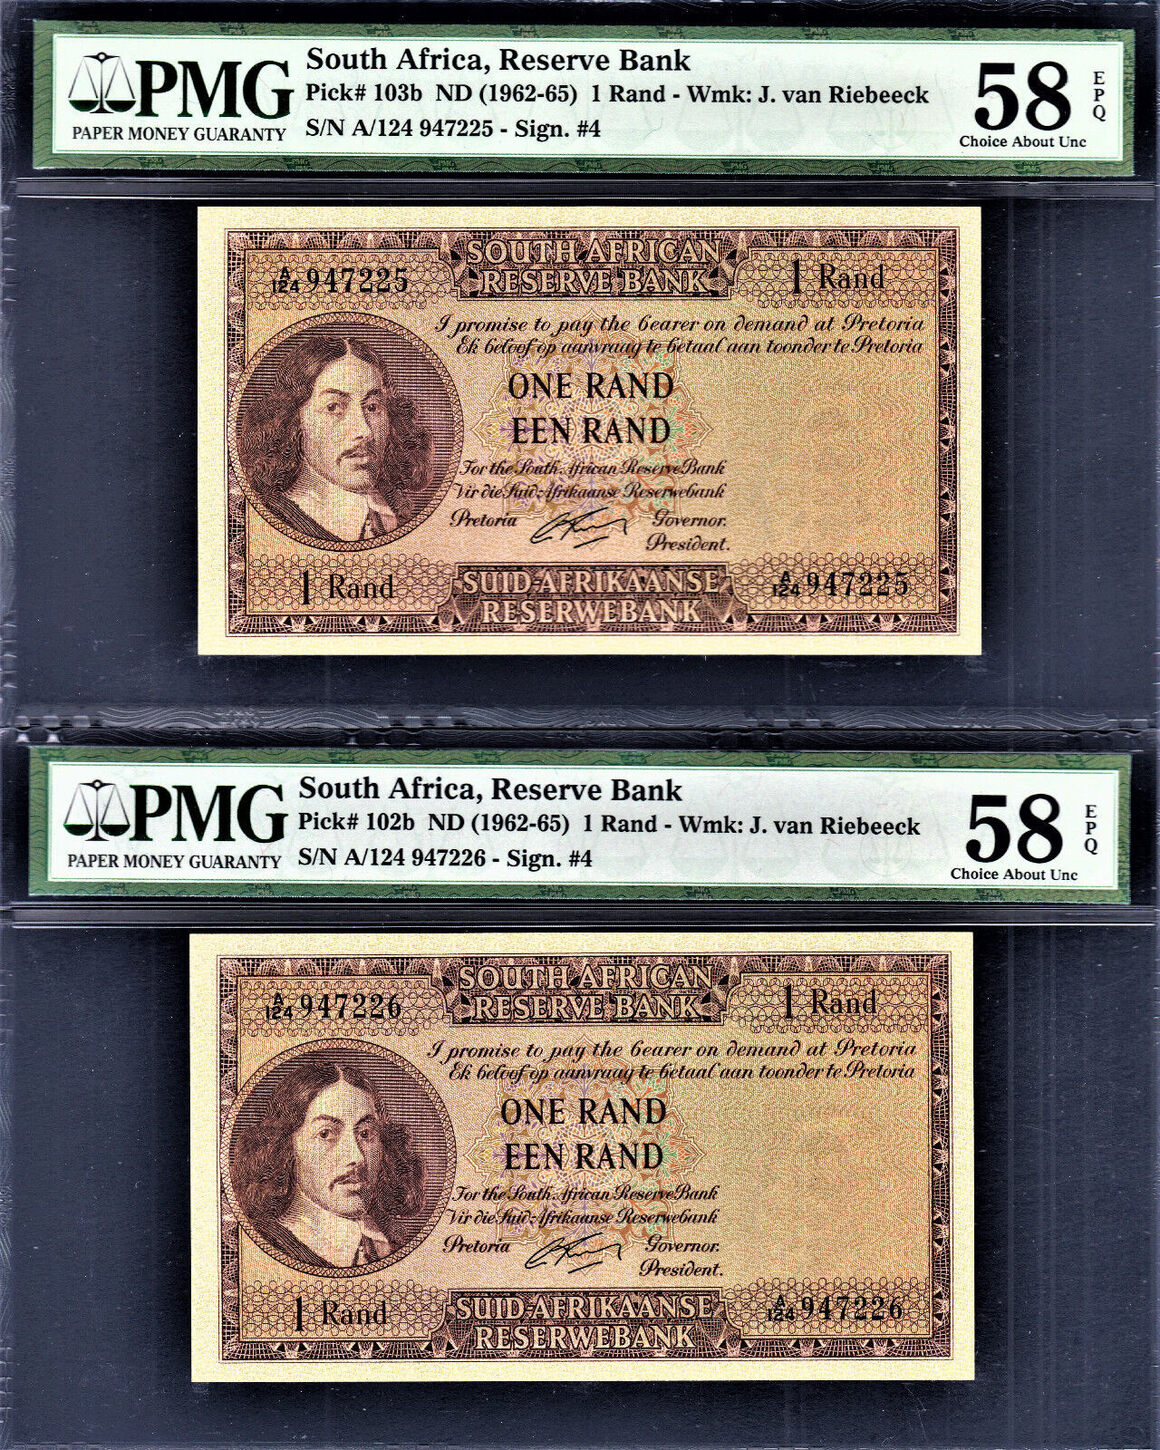 PMG
PAPER MONEY GUARANTY
South Africa, Reserve Bank
Pick# 103b ND (1962-65) 1 Rand - Wmk: J. van Riebeeck
S/N A/124 947225 - Sign. #4
58
EPQ
Choice About Unc
SOUTH AFRICAN
RESERVE BANK
A/124 947225
1 Rand
I promise to pay the bearer on demand at Pretoria
Ek beloof op aanvraag te betaal aan toonder te Pretoria
ONE RAND
EEN RAND
For the South African Reserve Bank
Vir die Suid-Afrikaanse Reserwebank
Pretoria Governor.
President.
1 Rand
SUID-AFRIKAANSE
RESERWEBANK
A/124 947225
PMG
PAPER MONEY GUARANTY
South Africa, Reserve Bank
Pick# 102b ND (1962-65) 1 Rand - Wmk: J. van Riebeeck
S/N A/124 947226 - Sign. #4
58
EPQ
Choice About Unc
SOUTH AFRICAN
RESERVE BANK
A/124 947226
1 Rand
I promise to pay the bearer on demand at Pretoria
Ek beloof op aanvraag te betaal aan toonder te Pretoria
ONE RAND
EEN RAND
For the South African Reserve Bank
Vir die Suid-Afrikaanse Reserwebank
Pretoria Governor.
President.
1 Rand
SUID-AFRIKAANSE
RESERWEBANK
A/124 947226